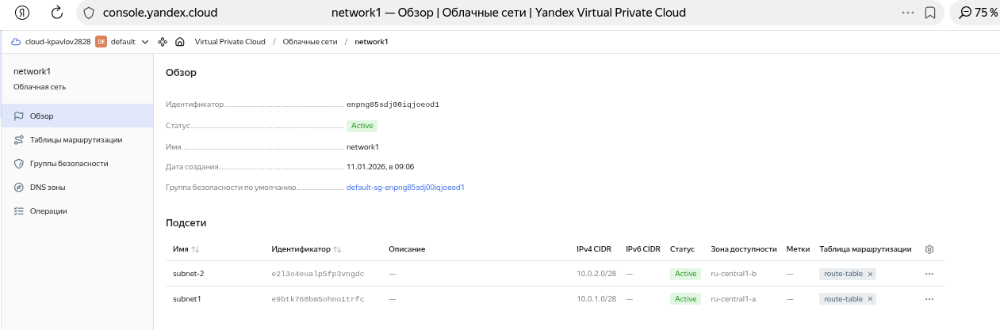 console.yandex.cloud network1 — Обзор | Облачные сети | Yandex Virtual Private Cloud 75 %
cloud-kpavlov2828 DE default Virtual Private Cloud / Облачные сети / network1
network1
Облачная сеть
Обзор
Таблицы маршрутизации
Группы безопасности
DNS зоны
Операции
Обзор
Идентификатор enpng85sdj00iqjoeod1
Статус Active
Имя network1
Дата создания 11.01.2026, в 09:06
Группа безопасности по умолчанию default-sg-enpng85sdj00iqjoeod1
Подсети
Имя Идентификатор Описание IPv4 CIDR IPv6 CIDR Статус Зона доступности Метки Таблица маршрутизации
subnet-2 e2l3o4eualp5fp3vngdc — 10.0.2.0/28 — Active ru-central1-b — route-table ×
subnet1 e9btk760bm5ohno1trfc — 10.0.1.0/28 — Active ru-central1-a — route-table ×